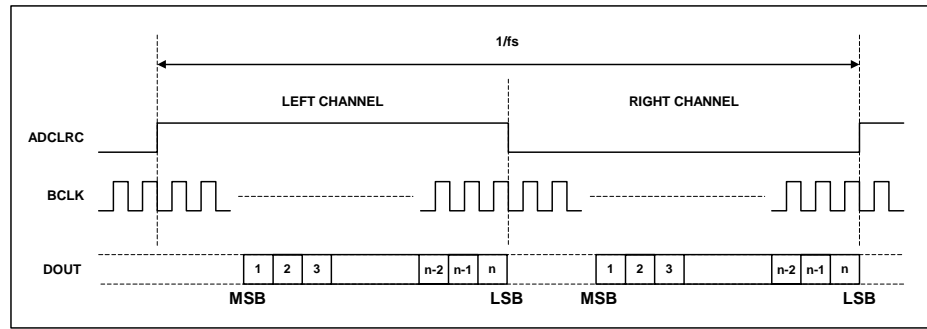 1/fs
LEFT CHANNEL RIGHT CHANNEL
ADCLRC
BCLK
DOUT 1 2 3 n-2 n-1 n 1 2 3 n-2 n-1 n
MSB LSB MSB LSB